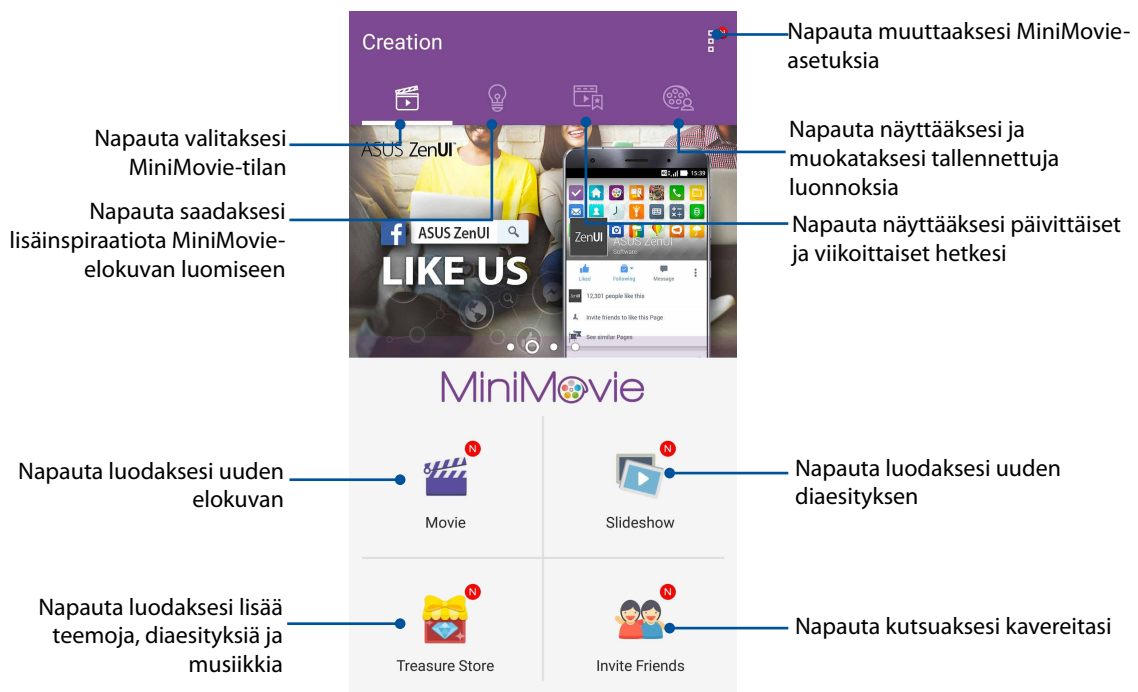 Creation
N
Napauta muuttaaksesi MiniMovie-
asetuksia
Napauta valitaksesi
MiniMovie-tilan
Napauta näyttääksesi ja
muokataksesi tallennettuja
luonnoksia
Napauta saadaksesi
lisäinspiraatiota MiniMovie-
elokuvan luomiseen
Napauta näyttääksesi päivittäiset
ja viikoittaiset hetkesi
ASUS ZenUI
f ASUS ZenUI
LIKE US
15:39
ZenUI
ASUS ZenUI
Software
Liked Following Message
ZenUI 12,301 people like this
Invite friends to like this Page
See similar Pages
MiniMovie
Napauta luodaksesi uuden
elokuvan
N
Movie
N
Slideshow
Napauta luodaksesi uuden
diaesityksen
Napauta luodaksesi lisää
teemoja, diaesityksiä ja
musiikkia
N
Treasure Store
N
Invite Friends
Napauta kutsuaksesi kavereitasi